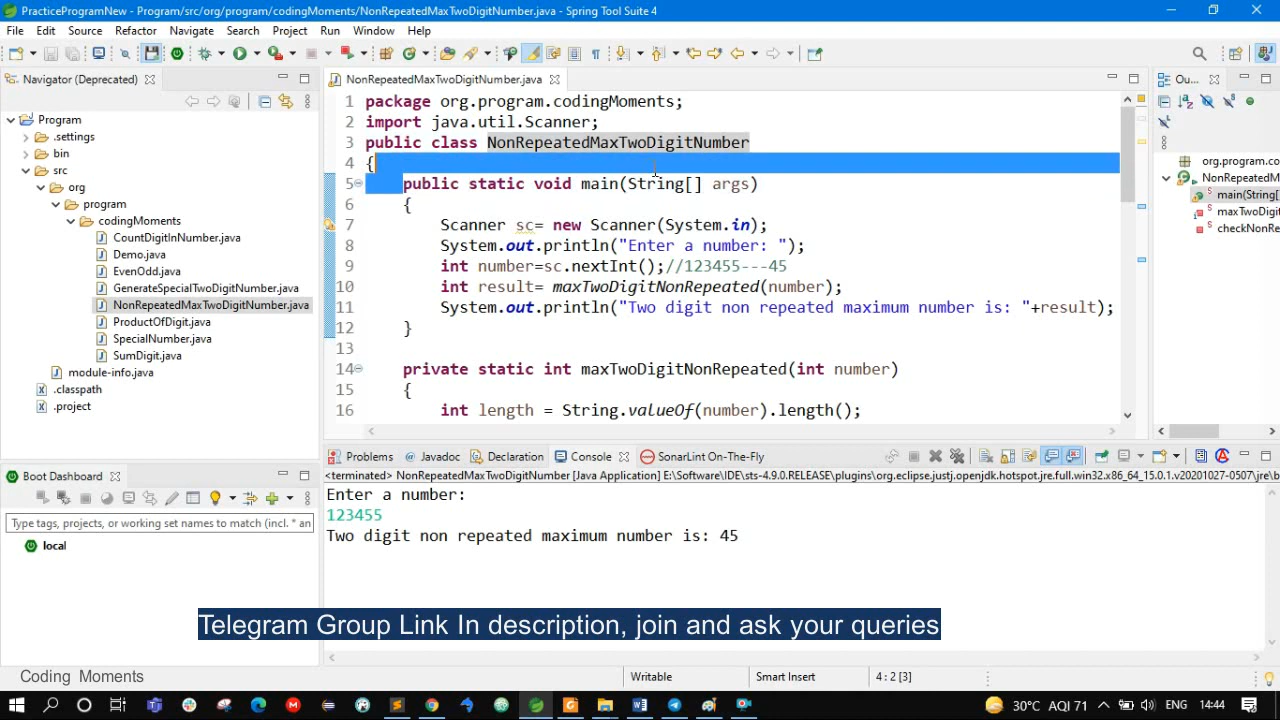 PracticeProgramNew - Program/src/org/program/codingMoments/NonRepeatedMaxTwoDigitNumber.java - Spring Tool Suite 4
File Edit Source Refactor Navigate Search Project Run Window Help
Navigator (Deprecated)
Program
.settings
bin
src
org
program
codingMoments
CountDigitInNumber.java
Demo.java
EvenOdd.java
GenerateSpecialTwoDigitNumber.java
NonRepeatedMaxTwoDigitNumber.java
ProductOfDigit.java
SpecialNumber.java
SumDigit.java
module-info.java
.classpath
.project
NonRepeatedMaxTwoDigitNumber.java
1 package org.program.codingMoments;
2 import java.util.Scanner;
3 public class NonRepeatedMaxTwoDigitNumber
4 {
5 public static void main(String[] args)
6 {
7 Scanner sc= new Scanner(System.in);
8 System.out.println("Enter a number: ");
9 int number=sc.nextInt();//123455---45
10 int result= maxTwoDigitNonRepeated(number);
11 System.out.println("Two digit non repeated maximum number is: "+result);
12 }
13
14 private static int maxTwoDigitNonRepeated(int number)
15 {
16 int length = String.valueOf(number).length();
Ou...
org.program.co
NonRepeatedM
main(String[
maxTwoDigi
checkNonRe
Boot Dashboard
Type tags, projects, or working set names to match (incl. * an
local
Problems Javadoc Declaration Console SonarLint On-The-Fly
<terminated> NonRepeatedMaxTwoDigitNumber [Java Application] E:\Software\IDE\sts-4.9.0.RELEASE\plugins\org.eclipse.justj.openjdk.hotspot.jre.full.win32.x86_64_15.0.1.v20201027-0507\jre\b
Enter a number:
123455
Two digit non repeated maximum number is: 45
Telegram Group Link In description, join and ask your queries
Coding Moments
Writable Smart Insert 4 : 2 [3]
30°C AQI 71 ENG 14:44